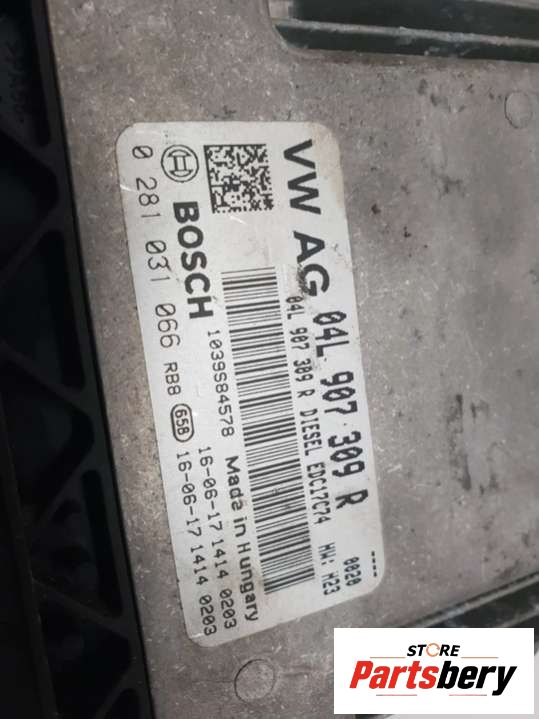 VW AG 04L 907 309 R ----
04L 907 309 R DIESEL EDC17C74 0020
HW: H23
1039S84578 Made in Hungary
BOSCH 16-06-17 1414 0203
0 281 031 066 RB8 658 16-06-17 1414 0203
STORE
Partsbery